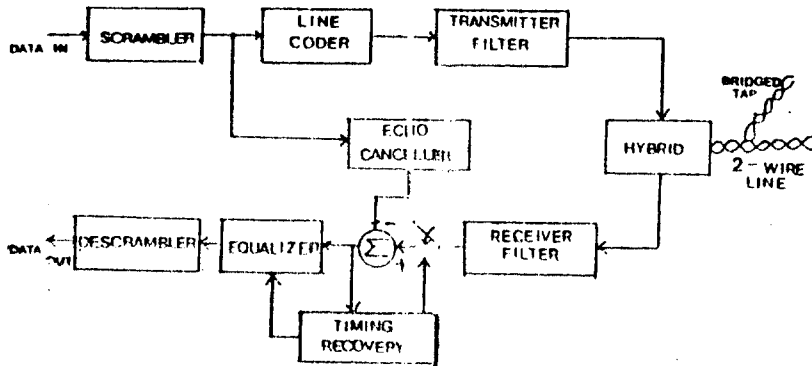 DATA IN
SCRAMBLER
LINE
CODER
TRANSMITTER
FILTER
BRIDGED
TAP
ECHO
CANCELLER
HYBRID
2-WIRE
LINE
DATA
OUT
DESCRAMBLER
EQUALIZER
Σ
- 
+
RECEIVER
FILTER
TIMING
RECOVERY